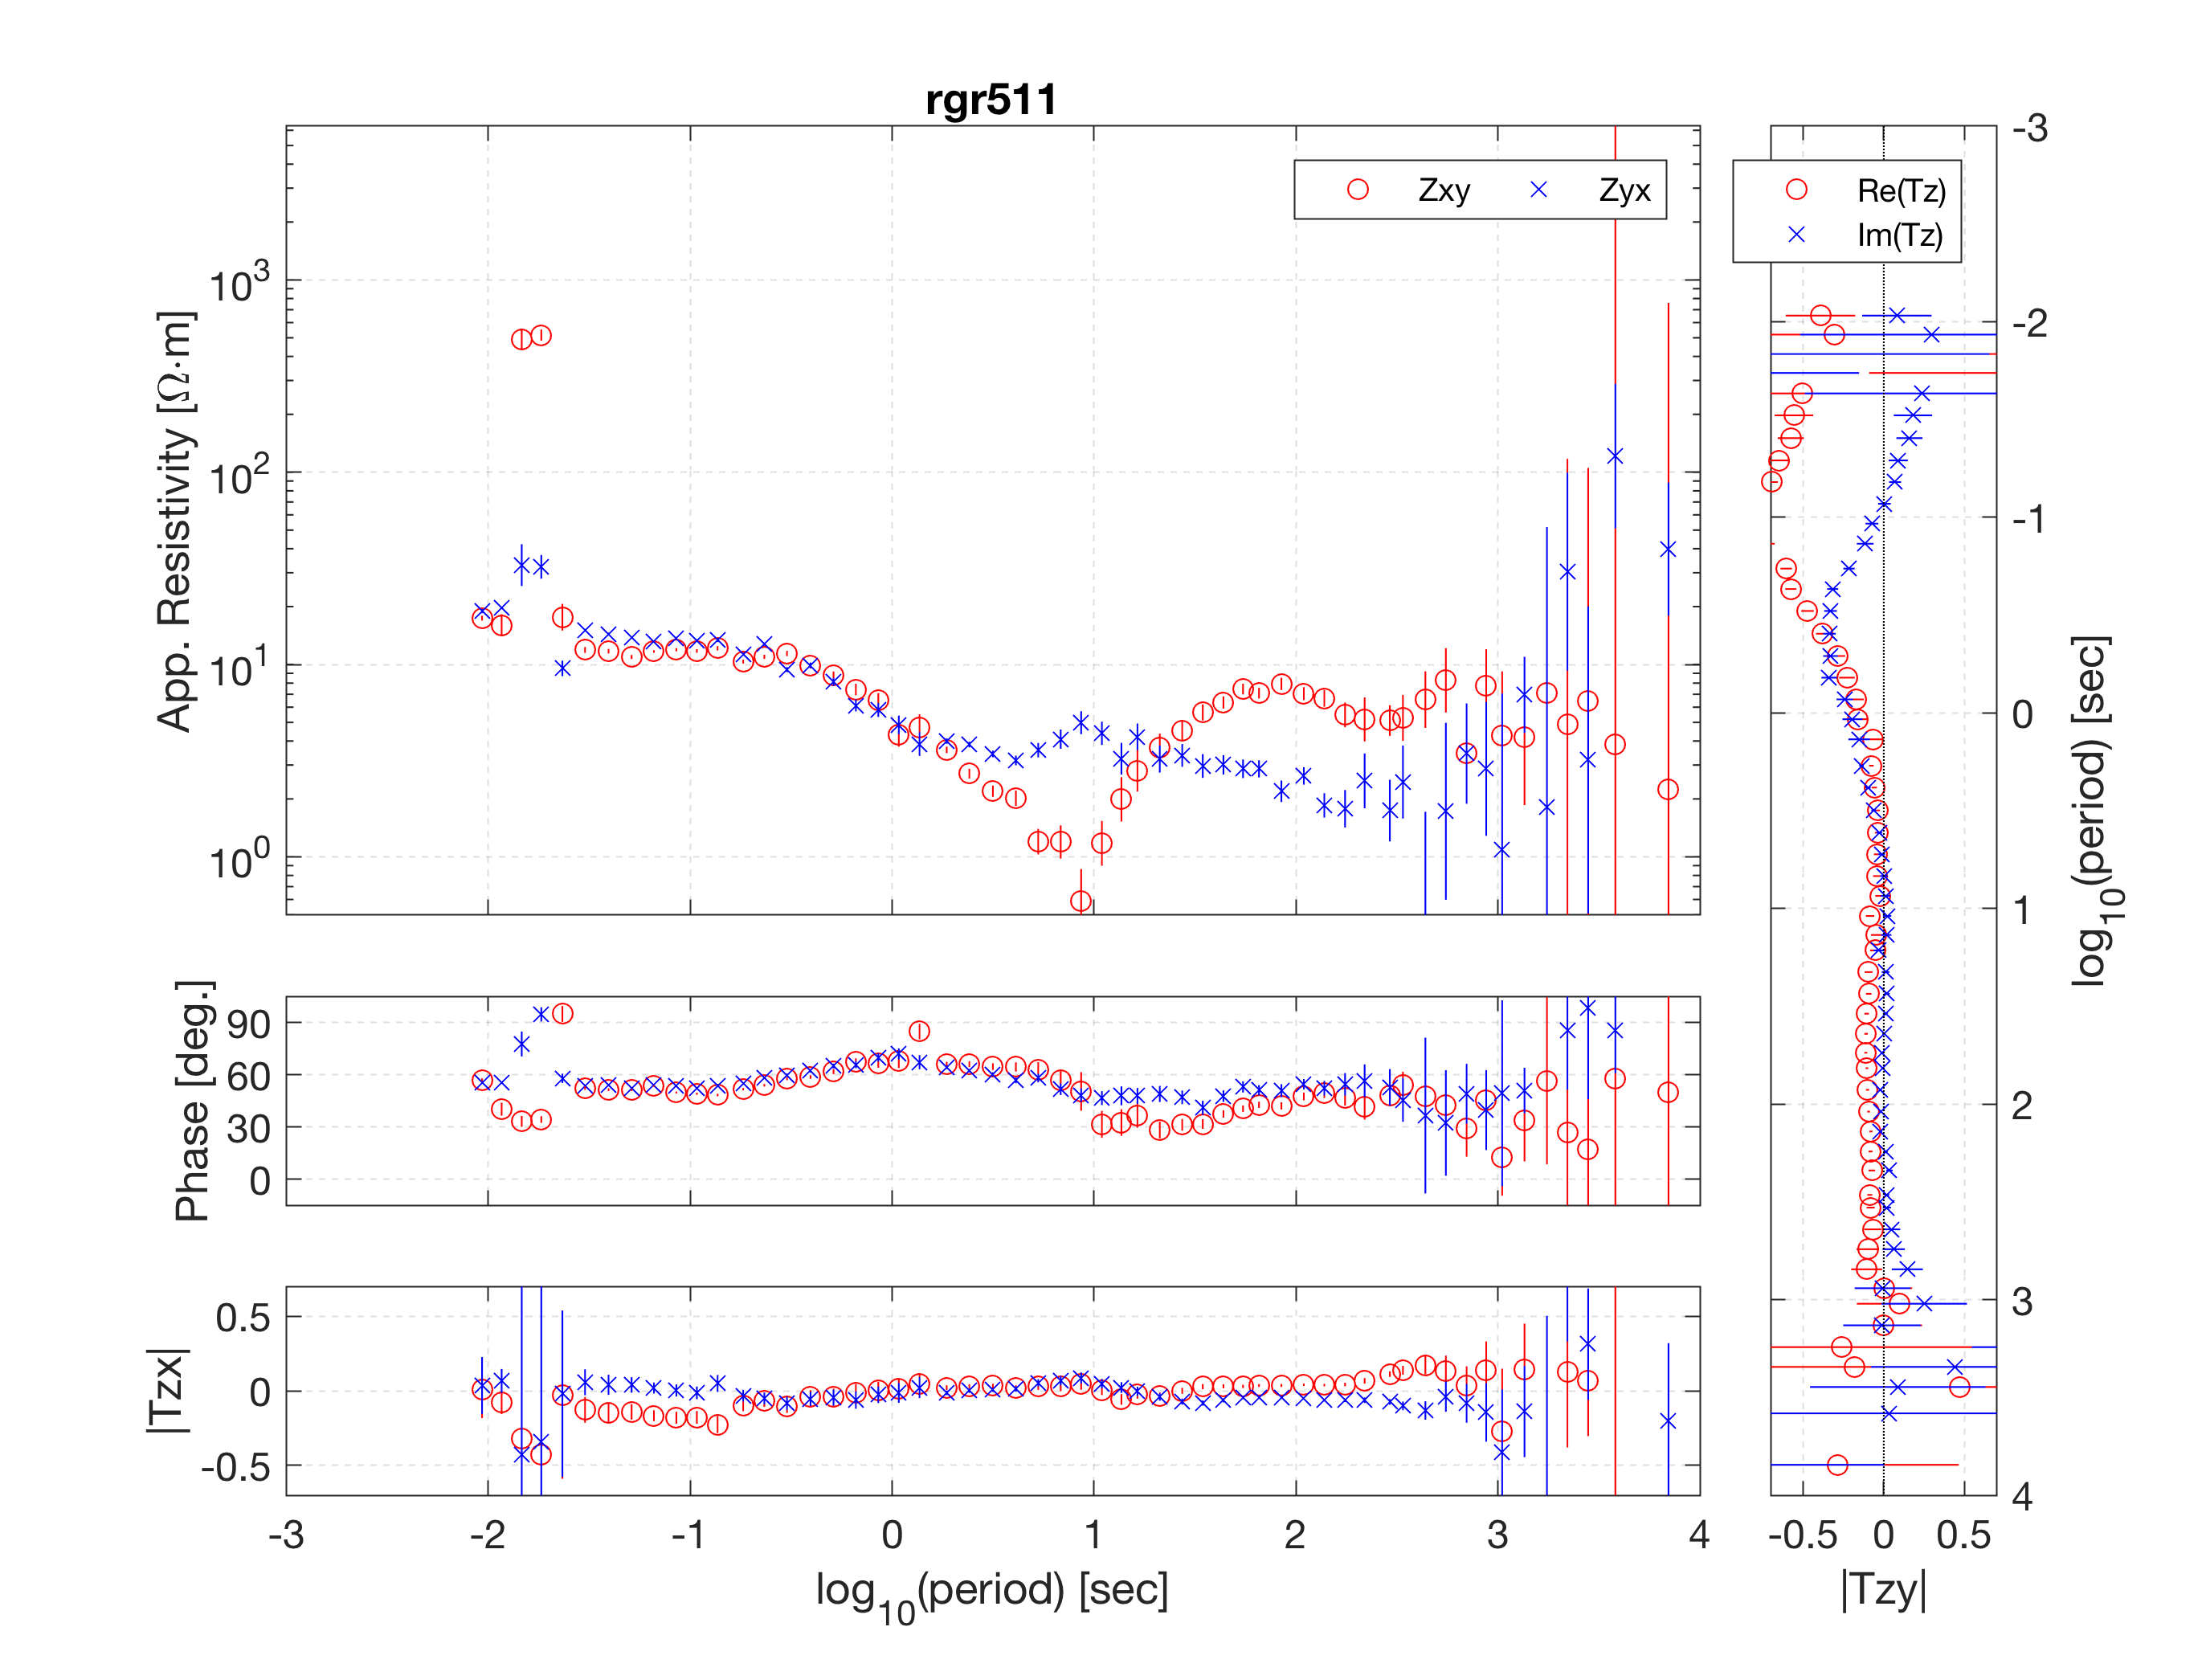 rgr511
Zxy Zyx
Re(Tz)
Im(Tz)
App. Resistivity [Ω·m]
10^3
10^2
10^1
10^0
Phase [deg.]
90
60
30
0
|Tzx|
0.5
0
-0.5
-3 -2 -1 0 1 2 3 4
log10(period) [sec]
-3
-2
-1
0
1
2
3
4
log10(period) [sec]
-0.5 0 0.5
|Tzy|